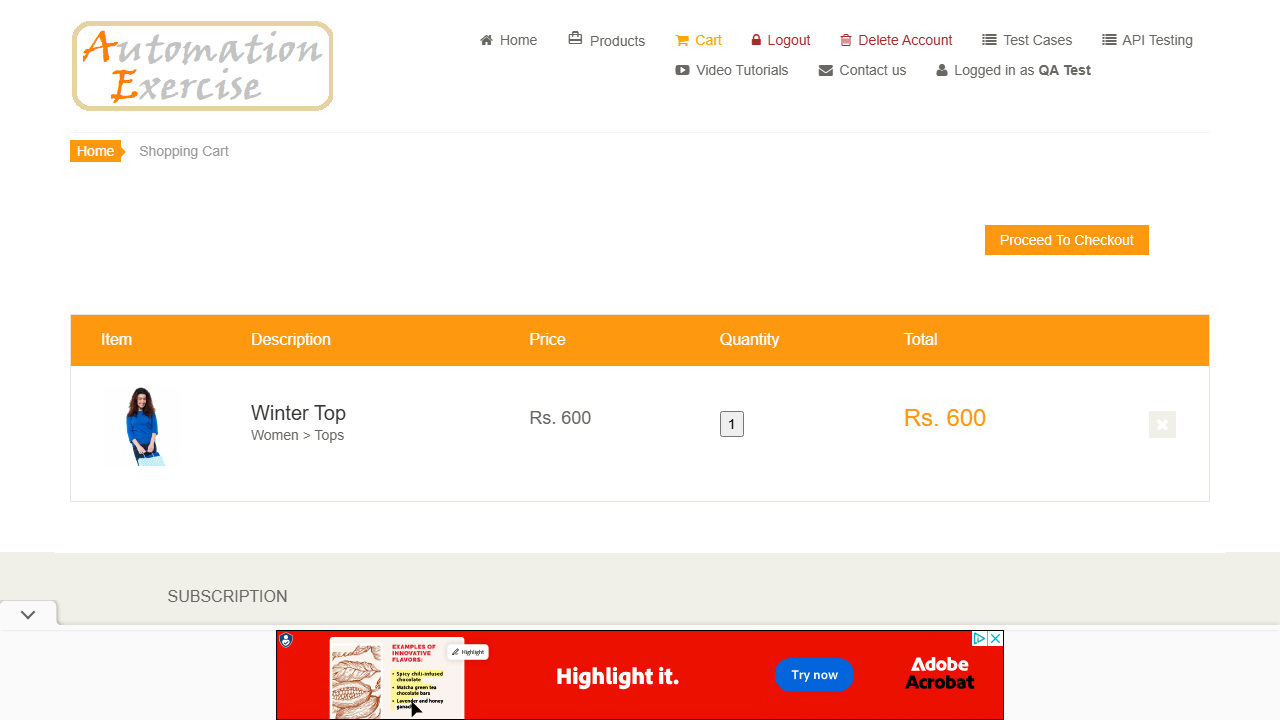 Automation
Exercise
Home
Products
Cart
Logout
Delete Account
Test Cases
API Testing
Video Tutorials
Contact us
Logged in as QA Test
Home
Shopping Cart
Proceed To Checkout
Item Description Price Quantity Total
Winter Top
Women > Tops
Rs. 600
1
Rs. 600
SUBSCRIPTION
EXAMPLES OF
INNOVATIVE
FLAVORS:
Highlight
• Spicy chili-infused
chocolate
• Matcha green tea
chocolate bars
• Lavender and honey
Highlight it.
Try now
Adobe
Acrobat